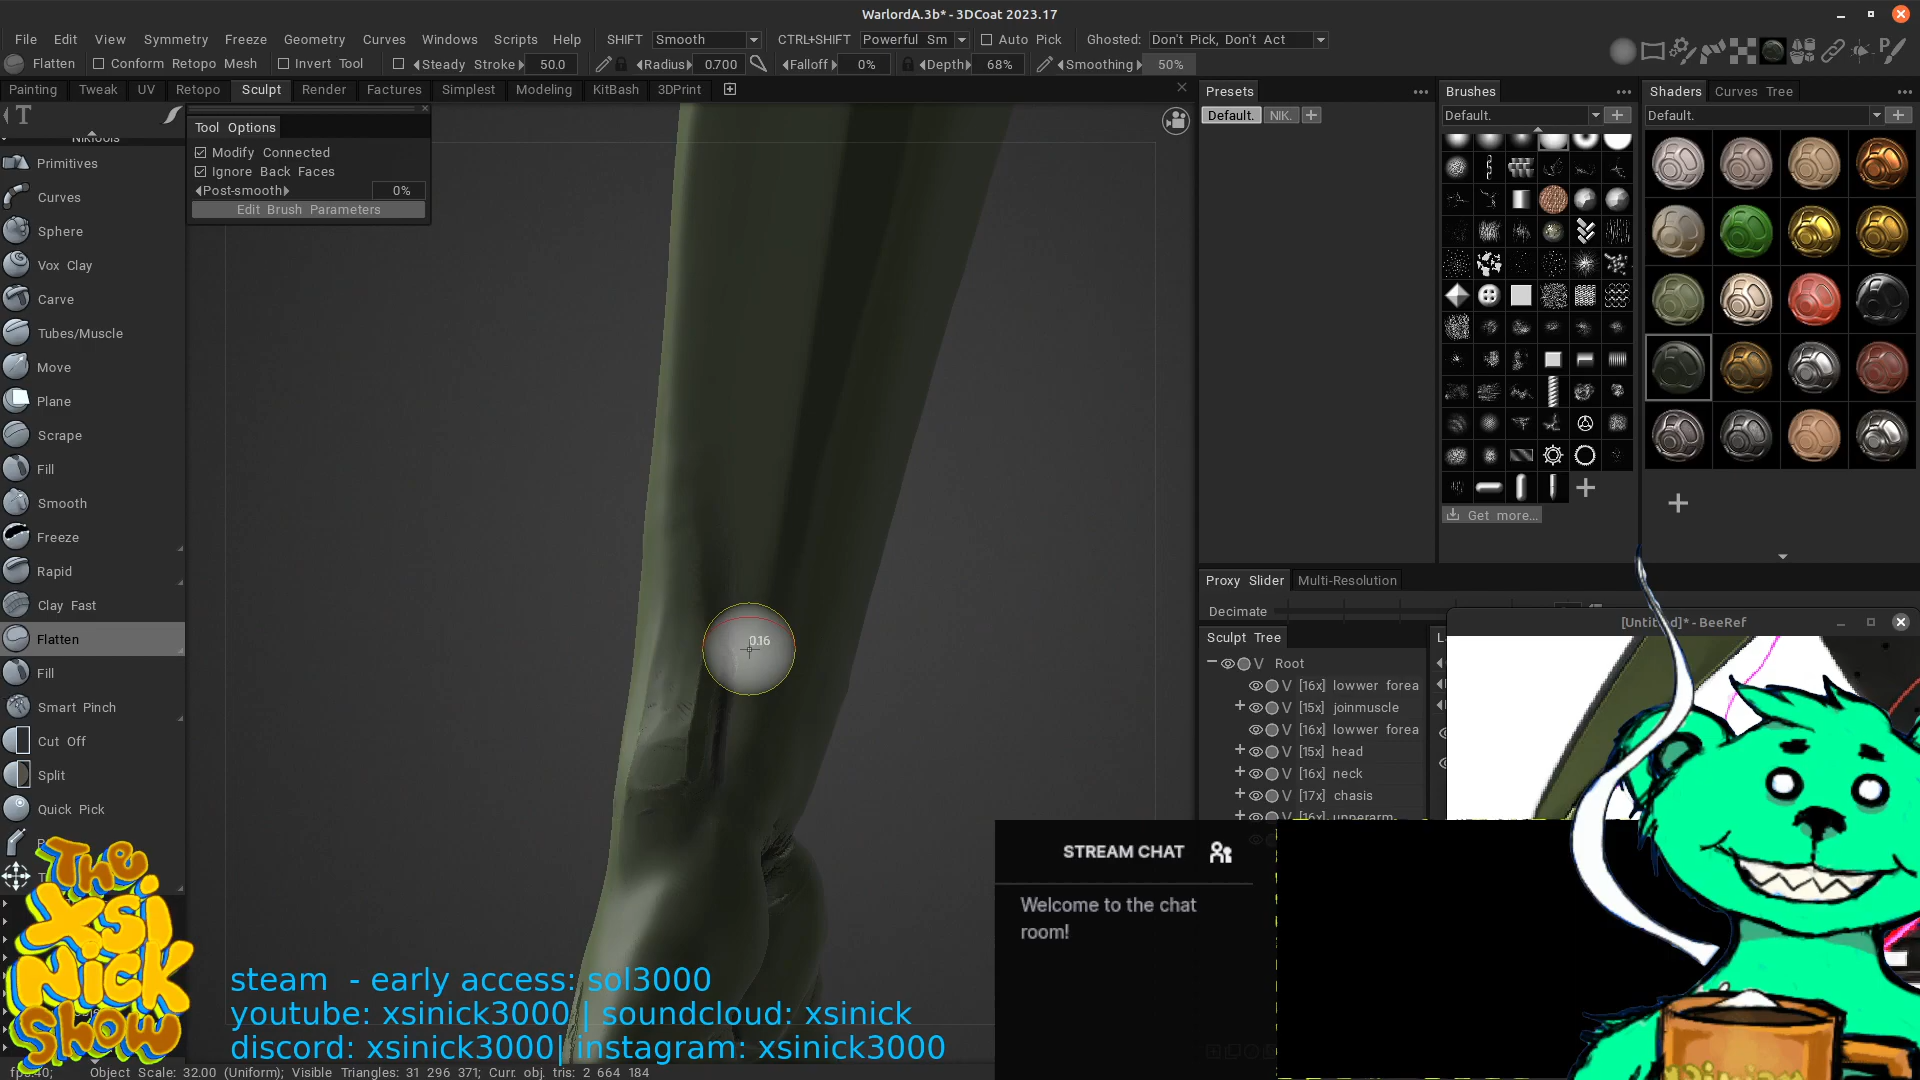 WarlordA.3b* - 3DCoat 2023.17
File Edit View Symmetry Freeze Geometry Curves Windows Scripts Help SHIFT Smooth CTRL+SHIFT Powerful Sm Auto Pick Ghosted: Don't Pick, Don't Act
Flatten Conform Retopo Mesh Invert Tool Steady Stroke 50.0 Radius 0.700 Falloff 0% Depth 68% Smoothing 50%
Painting Tweak UV Retopo Sculpt Render Factures Simplest Modeling KitBash 3DPrint
Tool Options
Modify Connected
Ignore Back Faces
Post-smooth 0%
Edit Brush Parameters
Primitives
Curves
Sphere
Vox Clay
Carve
Tubes/Muscle
Move
Plane
Scrape
Fill
Smooth
Freeze
Rapid
Clay Fast
Flatten
Fill
Smart Pinch
Cut Off
Split
Quick Pick
0.16
Presets
Default. NIK.
Brushes
Default.
Get more...
Shaders Curves Tree
Default.
Proxy Slider Multi-Resolution
Decimate
Sculpt Tree
V Root
V [16x] lowwer forea
V [15x] joinmuscle
V [16x] lowwer forea
V [15x] head
V [16x] neck
V [17x] chasis
[Untitled]* - BeeRef
STREAM CHAT
Welcome to the chat
room!
The
XSI
Nick
Show
steam - early access: sol3000
youtube: xsinick3000 | soundcloud: xsinick
discord: xsinick3000| instagram: xsinick3000
Object Scale: 32.00 (Uniform); Visible Triangles: 31 296 371; Curr. obj. tris: 2 664 184